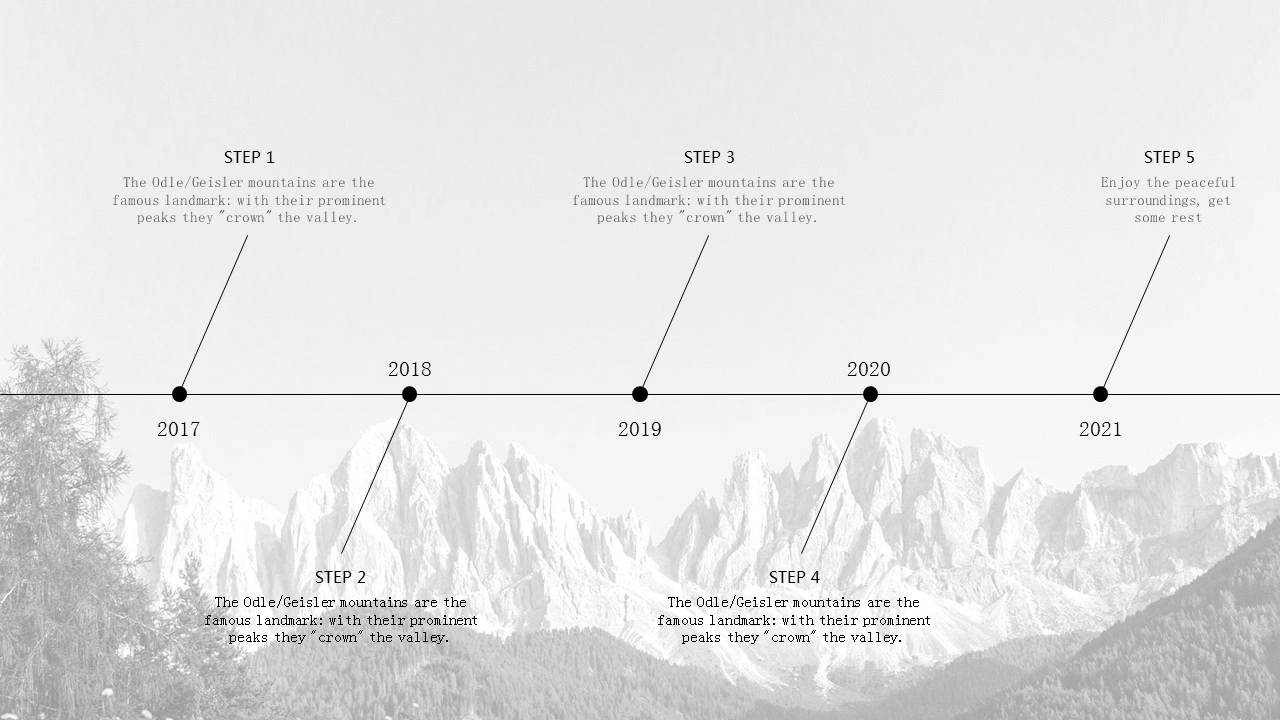 STEP 1
The Odle/Geisler mountains are the
famous landmark: with their prominent
peaks they "crown" the valley.
STEP 3
The Odle/Geisler mountains are the
famous landmark: with their prominent
peaks they "crown" the valley.
STEP 5
Enjoy the peaceful
surroundings, get
some rest
2018
2020
2017
2019
2021
STEP 2
The Odle/Geisler mountains are the
famous landmark: with their prominent
peaks they "crown" the valley.
STEP 4
The Odle/Geisler mountains are the
famous landmark: with their prominent
peaks they "crown" the valley.